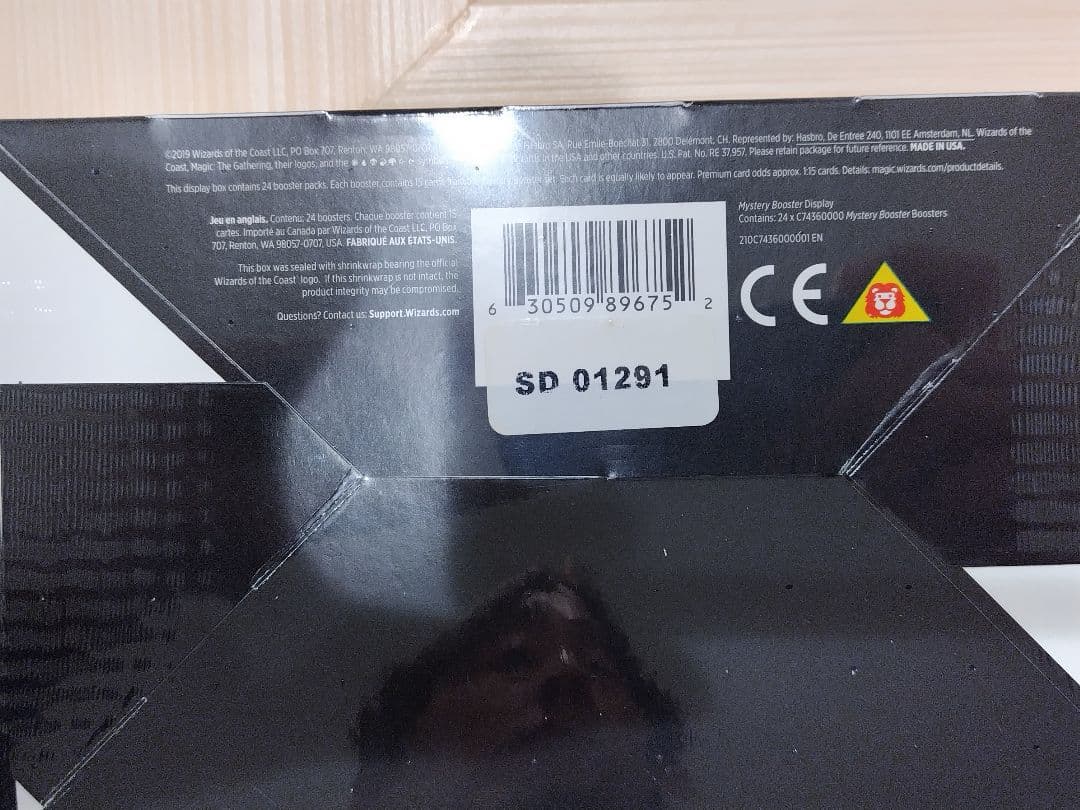 ©2019 Wizards of the Coast LLC, PO Box 707, Renton, WA 98057-0707 Hasbro SA, Rue Emile-Boéchat 31, 2800 Delémont, CH. Represented by: Hasbro, De Entree 240, 1101 EE Amsterdam, NL. Wizards of the
Coast, Magic: The Gathering, their logos, and the symbols in the USA and other countries. U.S. Pat. No. RE 37,957. Please retain package for future reference. MADE IN USA.
This display box contains 24 booster packs. Each booster contains 15 cards set. Each card is equally likely to appear. Premium card odds approx. 1:15 cards. Details: magic.wizards.com/productdetails.
Jeu en anglais. Contenu: 24 boosters. Chaque booster contient 15
cartes. Importé au Canada par Wizards of the Coast LLC, PO Box
707, Renton, WA 98057-0707, USA. FABRIQUÉ AUX ÉTATS-UNIS.
This box was sealed with shrinkwrap bearing the official
Wizards of the Coast logo. If this shrinkwrap is not intact, the
product integrity may be compromised.
Questions? Contact us: Support.Wizards.com
6 30509 89675 2
SD 01291
Mystery Booster Display
Contains: 24 x C74360000 Mystery Booster Boosters
210C7436000001 EN
CE